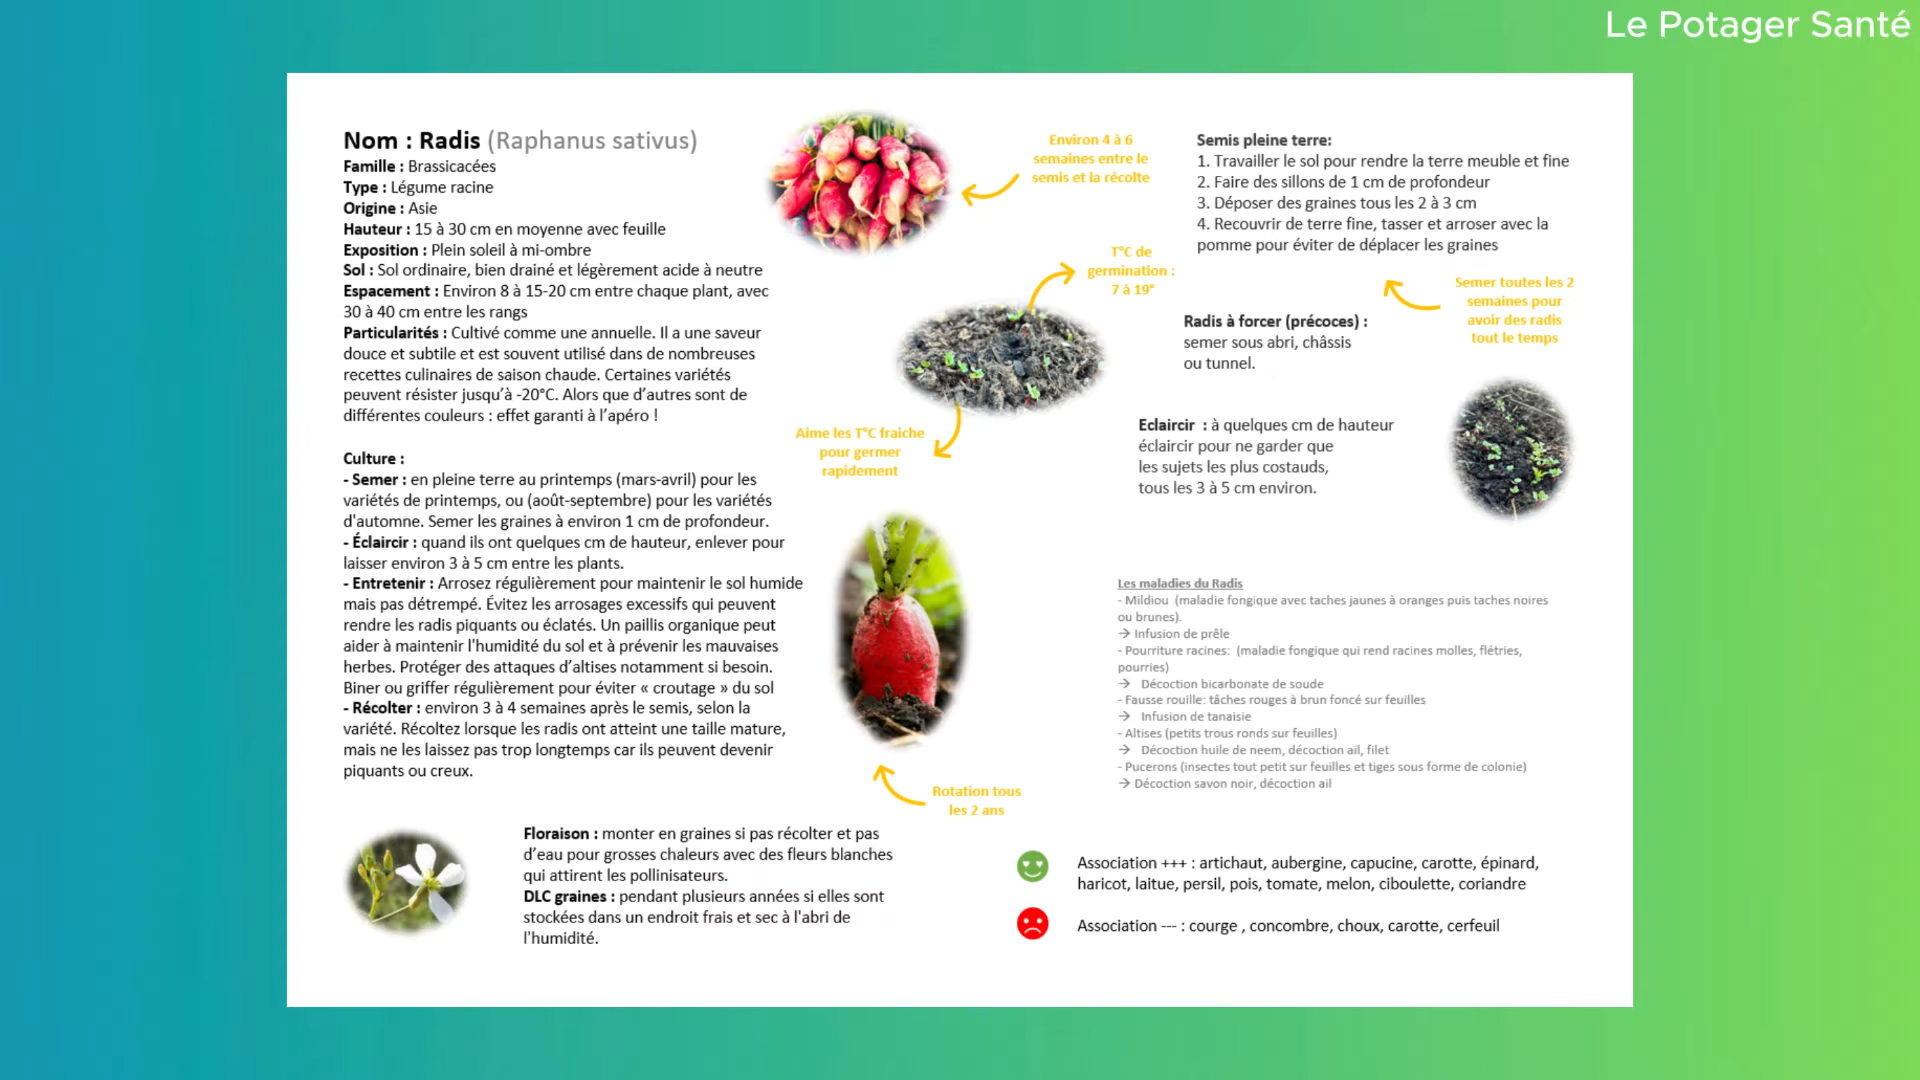 Le Potager Santé
Nom : Radis (Raphanus sativus)
Famille : Brassicacées
Type : Légume racine
Origine : Asie
Hauteur : 15 à 30 cm en moyenne avec feuille
Exposition : Plein soleil à mi-ombre
Sol : Sol ordinaire, bien drainé et légèrement acide à neutre
Espacement : Environ 8 à 15-20 cm entre chaque plant, avec
30 à 40 cm entre les rangs
Particularités : Cultivé comme une annuelle. Il a une saveur
douce et subtile et est souvent utilisé dans de nombreuses
recettes culinaires de saison chaude. Certaines variétés
peuvent résister jusqu’à -20°C. Alors que d’autres sont de
différentes couleurs : effet garanti à l’apéro !
Culture :
- Semer : en pleine terre au printemps (mars-avril) pour les
variétés de printemps, ou (août-septembre) pour les variétés
d'automne. Semer les graines à environ 1 cm de profondeur.
- Éclaircir : quand ils ont quelques cm de hauteur, enlever pour
laisser environ 3 à 5 cm entre les plants.
- Entretenir : Arrosez régulièrement pour maintenir le sol humide
mais pas détrempé. Évitez les arrosages excessifs qui peuvent
rendre les radis piquants ou éclatés. Un paillis organique peut
aider à maintenir l'humidité du sol et à prévenir les mauvaises
herbes. Protéger des attaques d’altises notamment si besoin.
Biner ou griffer régulièrement pour éviter « croutage » du sol
- Récolter : environ 3 à 4 semaines après le semis, selon la
variété. Récoltez lorsque les radis ont atteint une taille mature,
mais ne les laissez pas trop longtemps car ils peuvent devenir
piquants ou creux.
Floraison : monter en graines si pas récolter et pas
d’eau pour grosses chaleurs avec des fleurs blanches
qui attirent les pollinisateurs.
DLC graines : pendant plusieurs années si elles sont
stockées dans un endroit frais et sec à l'abri de
l'humidité.
Environ 4 à 6
semaines entre le
semis et la récolte
T°C de
germination :
7 à 19°
Aime les T°C fraiche
pour germer
rapidement
Rotation tous
les 2 ans
Semis pleine terre:
1. Travailler le sol pour rendre la terre meuble et fine
2. Faire des sillons de 1 cm de profondeur
3. Déposer des graines tous les 2 à 3 cm
4. Recouvrir de terre fine, tasser et arroser avec la
pomme pour éviter de déplacer les graines
Semer toutes les 2
semaines pour
avoir des radis
tout le temps
Radis à forcer (précoces) :
semer sous abri, châssis
ou tunnel.
Eclaircir : à quelques cm de hauteur
éclaircir pour ne garder que
les sujets les plus costauds,
tous les 3 à 5 cm environ.
Les maladies du Radis
- Mildiou (maladie fongique avec taches jaunes à oranges puis taches noires
ou brunes).
→ Infusion de prêle
- Pourriture racines: (maladie fongique qui rend racines molles, flétries,
pourries)
→ Décoction bicarbonate de soude
- Fausse rouille: tâches rouges à brun foncé sur feuilles
→ Infusion de tanaisie
- Altises (petits trous ronds sur feuilles)
→ Décoction huile de neem, décoction ail, filet
- Pucerons (insectes tout petit sur feuilles et tiges sous forme de colonie)
→ Décoction savon noir, décoction ail
Association +++ : artichaut, aubergine, capucine, carotte, épinard,
haricot, laitue, persil, pois, tomate, melon, ciboulette, coriandre
Association --- : courge , concombre, choux, carotte, cerfeuil